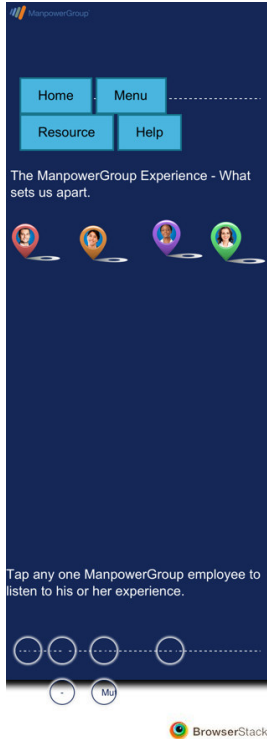 ManpowerGroup
Home
Menu
Resource
Help
The ManpowerGroup Experience - What
sets us apart.
Tap any one ManpowerGroup employee to
listen to his or her experience.
-
Mut
BrowserStack